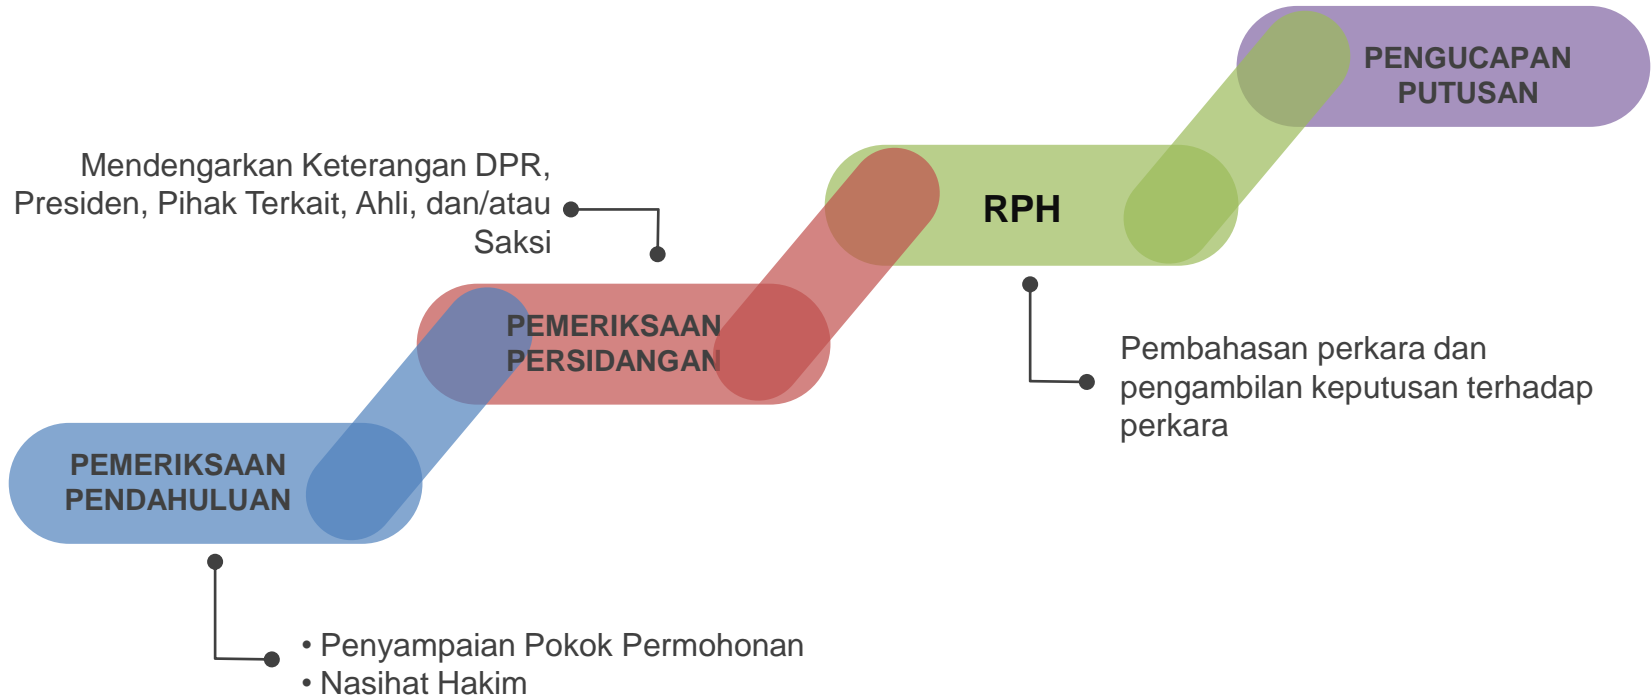 PENGUCAPAN
PUTUSAN
Mendengarkan Keterangan DPR,
Presiden, Pihak Terkait, Ahli, dan/atau
Saksi
RPH
PEMERIKSAAN
PERSIDANGAN
Pembahasan perkara dan
pengambilan keputusan terhadap
perkara
PEMERIKSAAN
PENDAHULUAN
• Penyampaian Pokok Permohonan
• Nasihat Hakim